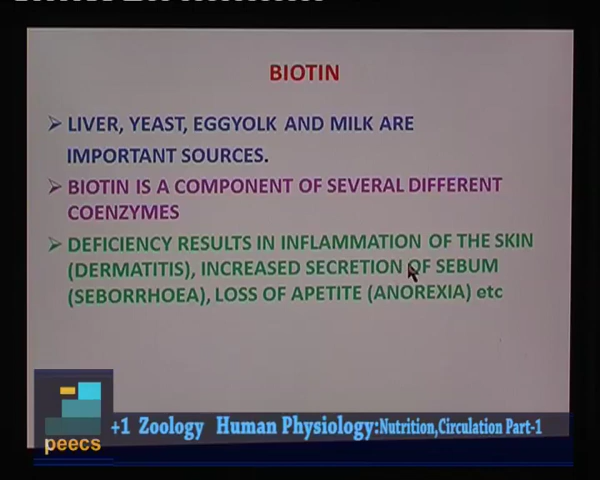 BIOTIN
LIVER, YEAST, EGGYOLK AND MILK ARE
IMPORTANT SOURCES.
BIOTIN IS A COMPONENT OF SEVERAL DIFFERENT
COENZYMES
DEFICIENCY RESULTS IN INFLAMMATION OF THE SKIN
(DERMATITIS), INCREASED SECRETION OF SEBUM
(SEBORRHOEA), LOSS OF APETITE (ANOREXIA) etc
peecs
+1 Zoology Human Physiology:Nutrition,Circulation Part-1